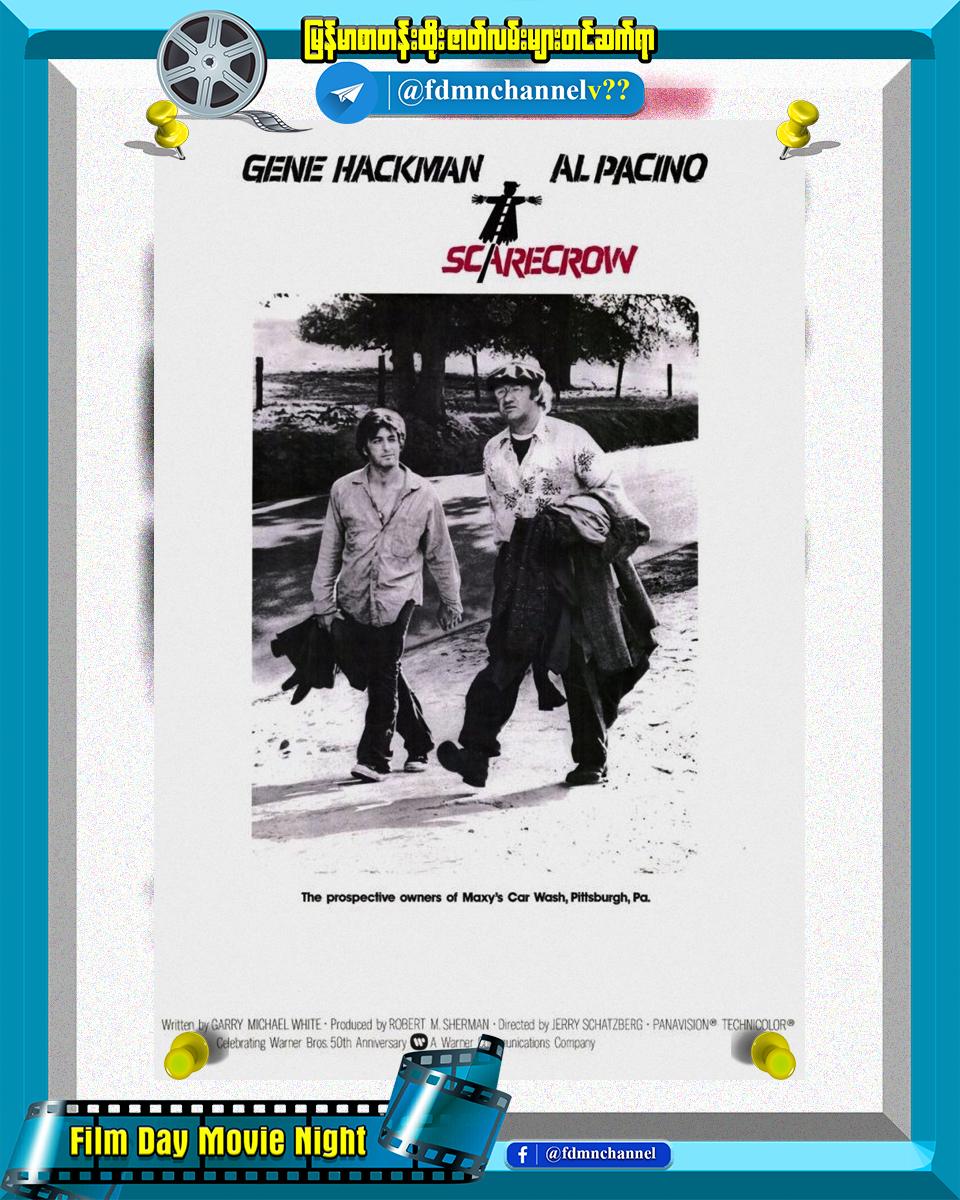 မြန်မာစာတန်းထိုးဇာတ်လမ်းများတင်ဆက်ရာ
@fdmnchannelv??
GENE HACKMAN AL PACINO
SCARECROW
The prospective owners of Maxy's Car Wash, Pittsburgh, Pa.
Written by GARRY MICHAEL WHITE · Produced by ROBERT M. SHERMAN · Directed by JERRY SCHATZBERG · PANAVISION® TECHNICOLOR®
Celebrating Warner Bros. 50th Anniversary W A Warner Communications Company
Film Day Movie Night
f @fdmnchannel